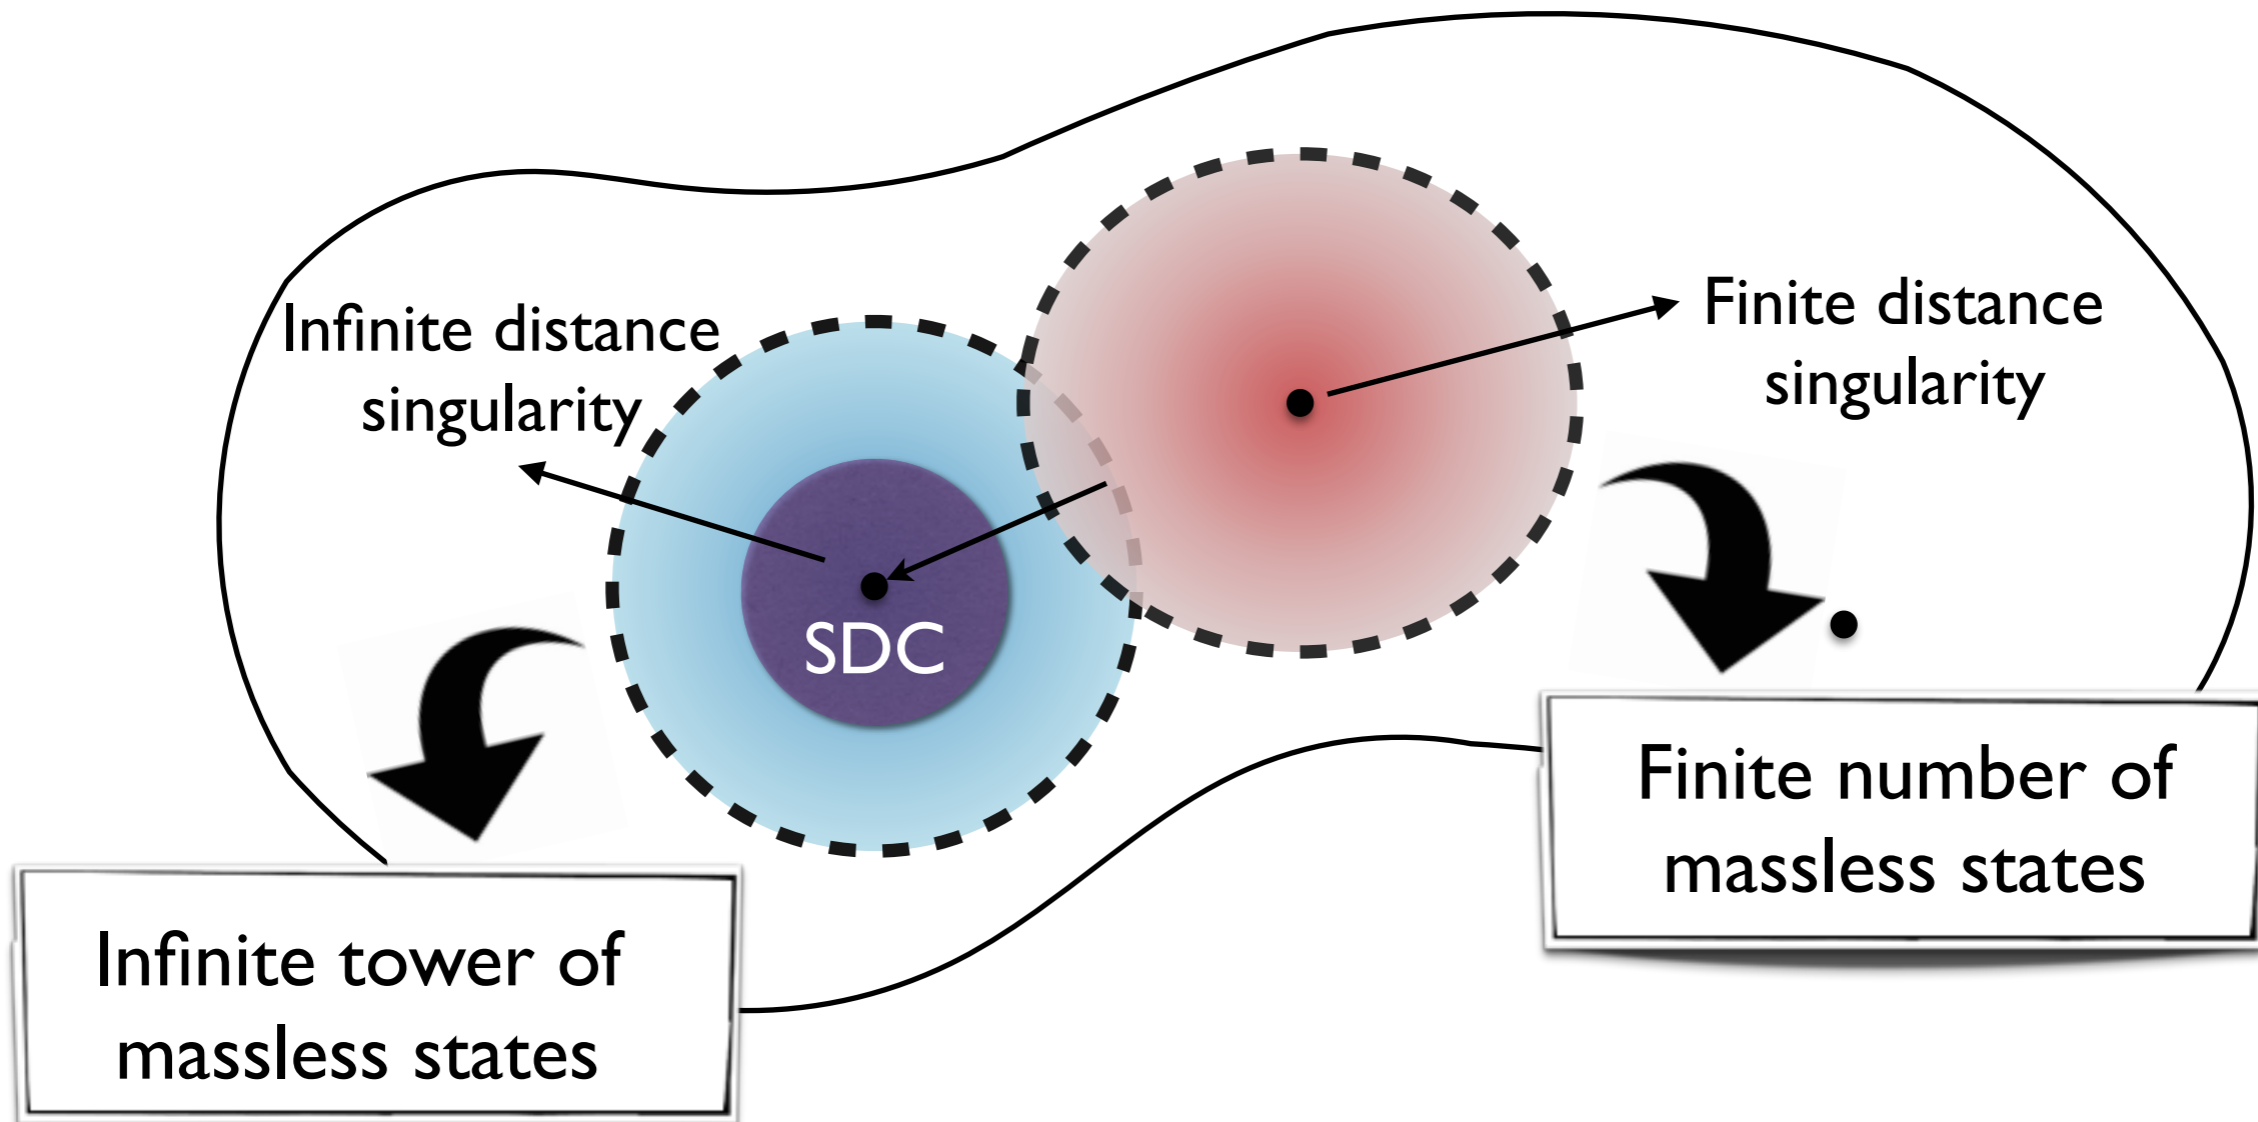 Infinite distance
singularity
Finite distance
singularity
SDC
Finite number of
massless states
Infinite tower of
massless states